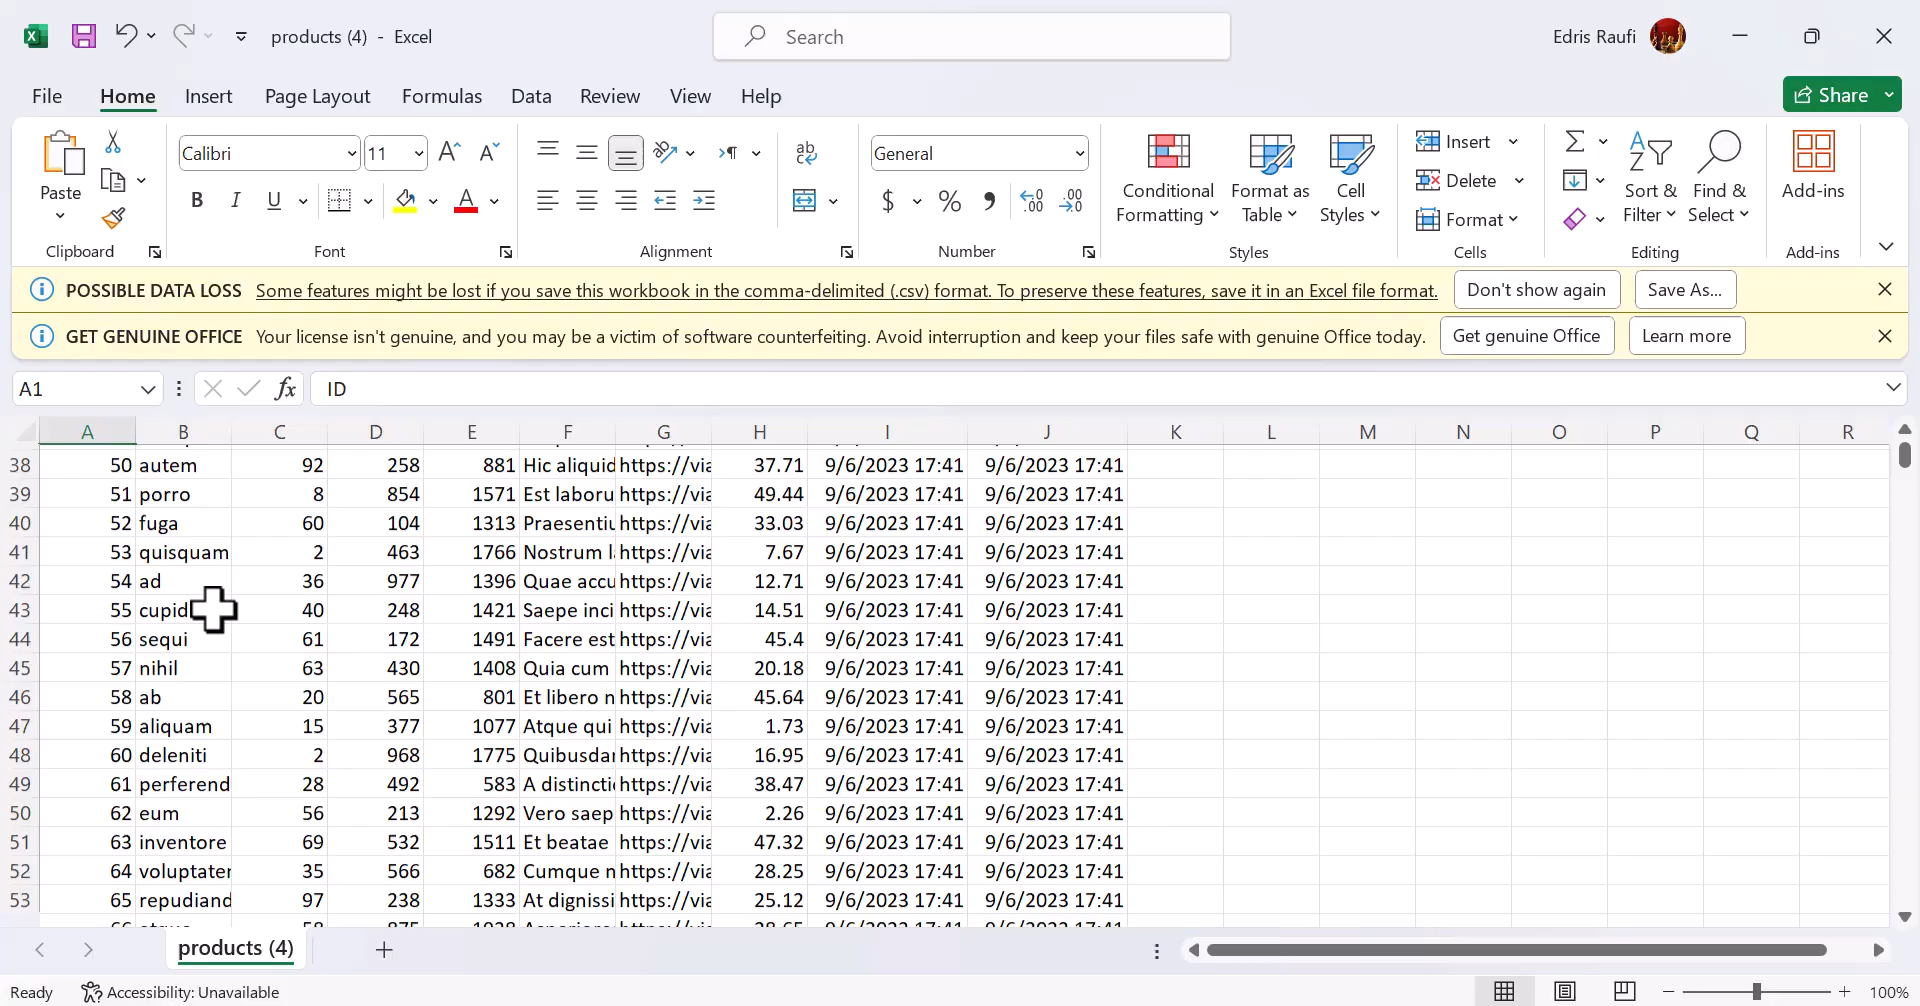 products (4) - Excel
Search
Edris Raufi
File Home Insert Page Layout Formulas Data Review View Help
Share
Paste
Clipboard
Calibri 11
B I U
Font
Alignment
General
$ %
Number
Conditional Formatting
Format as Table
Cell Styles
Styles
Insert
Delete
Format
Cells
Sort & Filter
Find & Select
Editing
Add-ins
Add-ins
POSSIBLE DATA LOSS Some features might be lost if you save this workbook in the comma-delimited (.csv) format. To preserve these features, save it in an Excel file format. Don't show again Save As...
GET GENUINE OFFICE Your license isn't genuine, and you may be a victim of software counterfeiting. Avoid interruption and keep your files safe with genuine Office today. Get genuine Office Learn more
A1 fx ID
A B C D E F G H I J K L M N O P Q R
38 50 autem 92 258 881 Hic aliquid https://via 37.71 9/6/2023 17:41 9/6/2023 17:41
39 51 porro 8 854 1571 Est laboru https://via 49.44 9/6/2023 17:41 9/6/2023 17:41
40 52 fuga 60 104 1313 Praesentiu https://via 33.03 9/6/2023 17:41 9/6/2023 17:41
41 53 quisquam 2 463 1766 Nostrum l https://via 7.67 9/6/2023 17:41 9/6/2023 17:41
42 54 ad 36 977 1396 Quae accu https://via 12.71 9/6/2023 17:41 9/6/2023 17:41
43 55 cupid 40 248 1421 Saepe inci https://via 14.51 9/6/2023 17:41 9/6/2023 17:41
44 56 sequi 61 172 1491 Facere est https://via 45.4 9/6/2023 17:41 9/6/2023 17:41
45 57 nihil 63 430 1408 Quia cum https://via 20.18 9/6/2023 17:41 9/6/2023 17:41
46 58 ab 20 565 801 Et libero n https://via 45.64 9/6/2023 17:41 9/6/2023 17:41
47 59 aliquam 15 377 1077 Atque qui https://via 1.73 9/6/2023 17:41 9/6/2023 17:41
48 60 deleniti 2 968 1775 Quibusdar https://via 16.95 9/6/2023 17:41 9/6/2023 17:41
49 61 perferend 28 492 583 A distincti https://via 38.47 9/6/2023 17:41 9/6/2023 17:41
50 62 eum 56 213 1292 Vero saep https://via 2.26 9/6/2023 17:41 9/6/2023 17:41
51 63 inventore 69 532 1511 Et beatae https://via 47.32 9/6/2023 17:41 9/6/2023 17:41
52 64 voluptater 35 566 682 Cumque n https://via 28.25 9/6/2023 17:41 9/6/2023 17:41
53 65 repudiand 97 238 1333 At dignissi https://via 25.12 9/6/2023 17:41 9/6/2023 17:41
products (4)
Ready Accessibility: Unavailable 100%